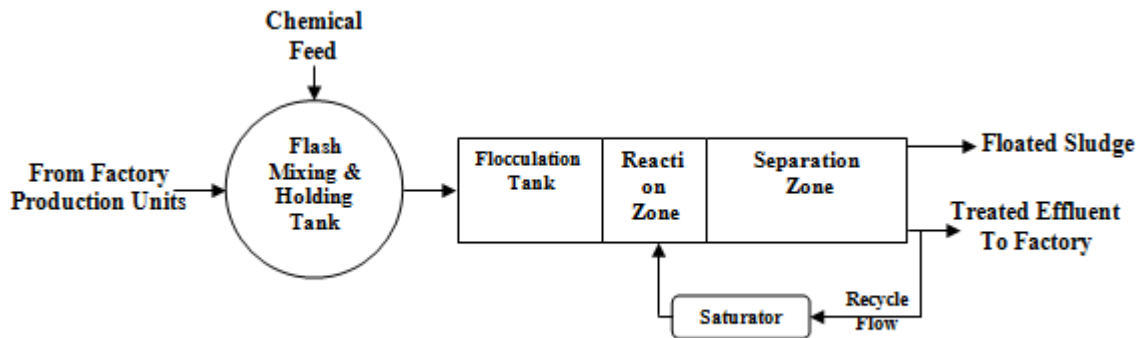 Chemical
Feed
From Factory
Production Units
Flash
Mixing &
Holding
Tank
Flocculation
Tank
Reacti
on
Zone
Separation
Zone
Floated Sludge
Treated Effluent
To Factory
Recycle
Flow
Saturator